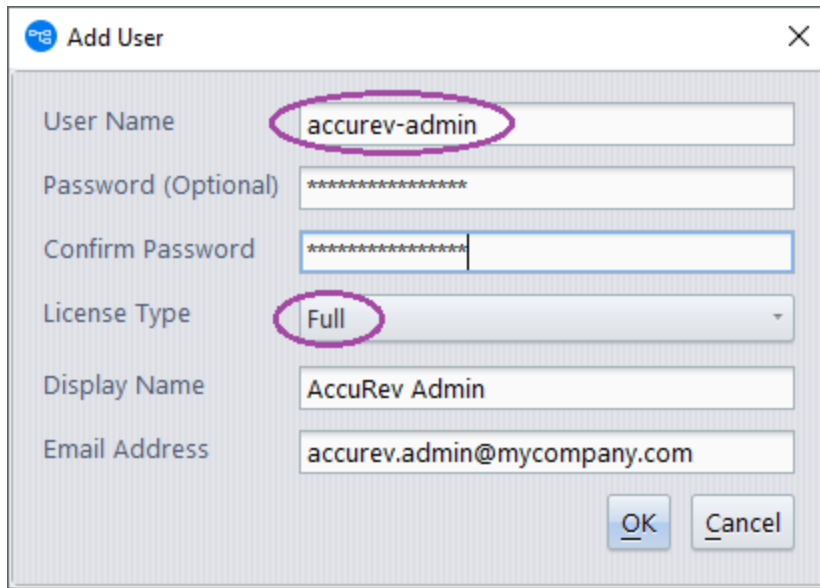 Add User
User Name accurev-admin
Password (Optional) ****************
Confirm Password ****************
License Type Full
Display Name AccuRev Admin
Email Address accurev.admin@mycompany.com
OK Cancel